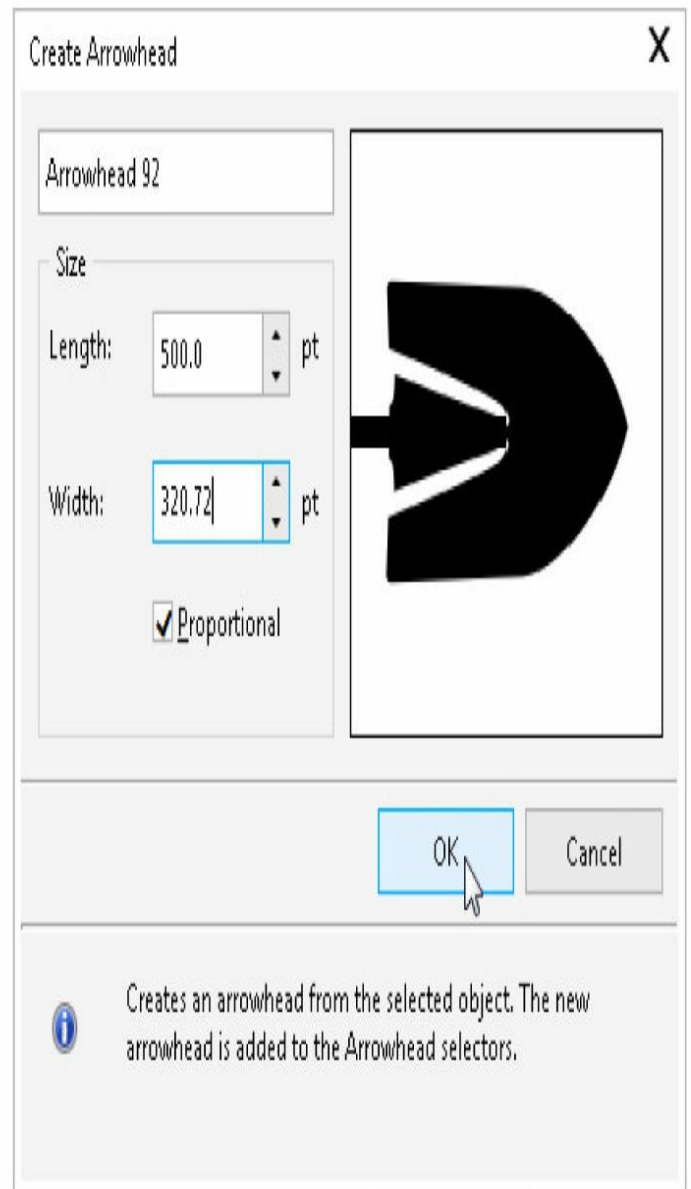 Create Arrowhead X
Arrowhead 92
Size
Length: 500.0 pt
Width: 320.72 pt
Proportional
OK Cancel
Creates an arrowhead from the selected object. The new
arrowhead is added to the Arrowhead selectors.